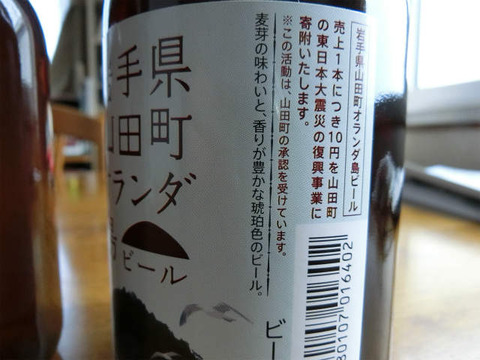 岩手県山田町オランダ島ビール
売上1本につき10円を山田町
の東日本大震災の復興事業に
寄附いたします。
※この活動は、山田町の承認を受けています。
麦芽の味わいと、香りが豊かな琥珀色のビール。
岩手県
山田町
オランダ
島ビール
ビー
80107016402